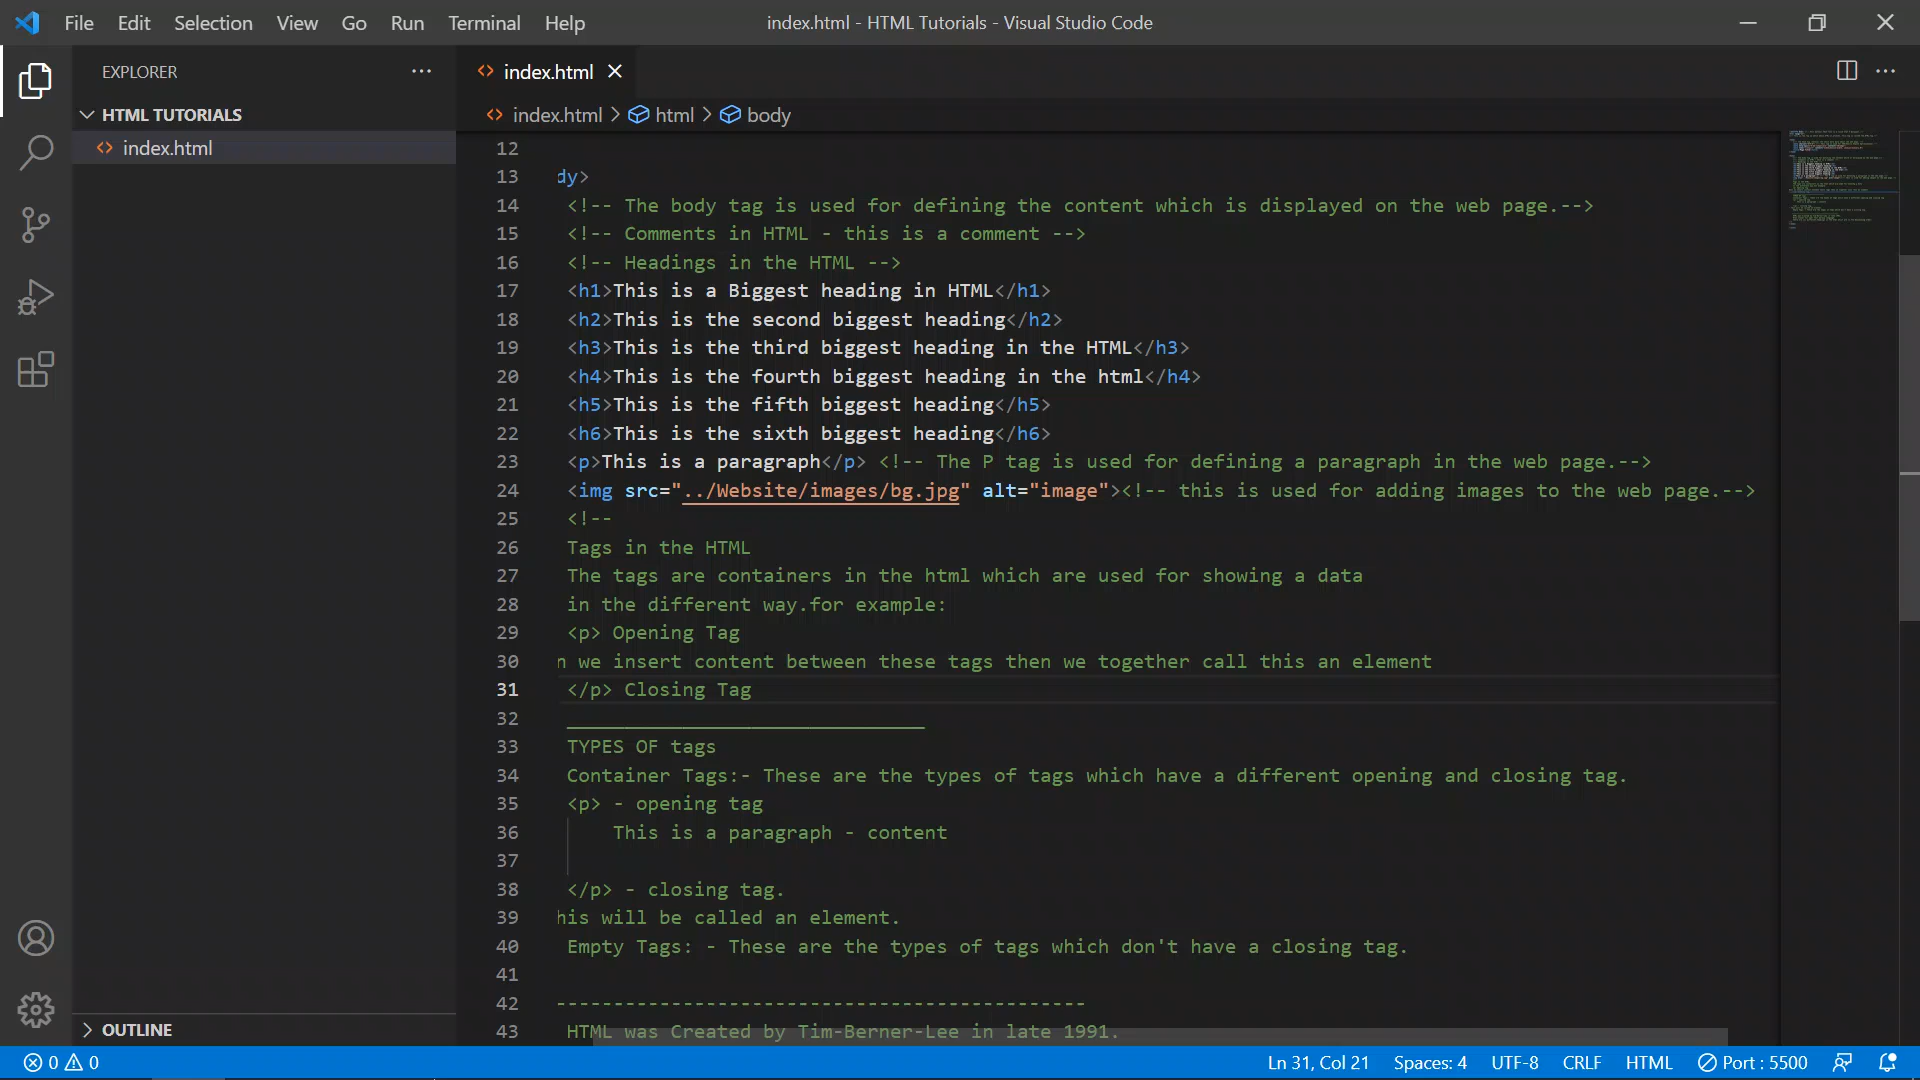 File Edit Selection View Go Run Terminal Help
index.html - HTML Tutorials - Visual Studio Code
EXPLORER
HTML TUTORIALS
index.html
OUTLINE
index.html
index.html > html > body
12
13 dy>
14 <!-- The body tag is used for defining the content which is displayed on the web page.-->
15 <!-- Comments in HTML - this is a comment -->
16 <!-- Headings in the HTML -->
17 <h1>This is a Biggest heading in HTML</h1>
18 <h2>This is the second biggest heading</h2>
19 <h3>This is the third biggest heading in the HTML</h3>
20 <h4>This is the fourth biggest heading in the html</h4>
21 <h5>This is the fifth biggest heading</h5>
22 <h6>This is the sixth biggest heading</h6>
23 <p>This is a paragraph</p> <!-- The P tag is used for defining a paragraph in the web page.-->
24 <img src="../Website/images/bg.jpg" alt="image"><!-- this is used for adding images to the web page.-->
25 <!--
26 Tags in the HTML
27 The tags are containers in the html which are used for showing a data
28 in the different way.for example:
29 <p> Opening Tag
30 n we insert content between these tags then we together call this an element
31 </p> Closing Tag
32 _______________________________
33 TYPES OF tags
34 Container Tags:- These are the types of tags which have a different opening and closing tag.
35 <p> - opening tag
36 This is a paragraph - content
37
38 </p> - closing tag.
39 his will be called an element.
40 Empty Tags: - These are the types of tags which don't have a closing tag.
41
42 ----------------------------------------------
43 HTML was Created by Tim-Berner-Lee in late 1991.
0 0
Ln 31, Col 21 Spaces: 4 UTF-8 CRLF HTML Port : 5500